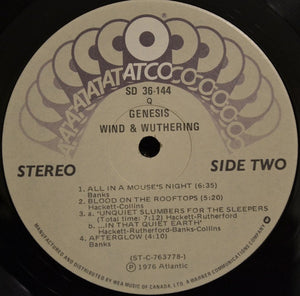 ATATATATCOCOCOCO
SD 36-144
Q
GENESIS
WIND & WUTHERING
STEREO
SIDE TWO
1. ALL IN A MOUSE'S NIGHT (6:35)
Banks
2. BLOOD ON THE ROOFTOPS (5:20)
Hackett-Collins
3. a. 'UNQUIET SLUMBERS FOR THE SLEEPERS
(Total time: 7:12) Hackett-Rutherford
b. ...IN THAT QUIET EARTH'
Hackett-Rutherford-Banks-Collins
4. AFTERGLOW (4:10)
Banks
(ST-C-763778-)
℗ 1976 Atlantic
MANUFACTURED AND DISTRIBUTED BY WEA MUSIC OF CANADA, LTD. A WARNER COMMUNICATIONS COMPANY